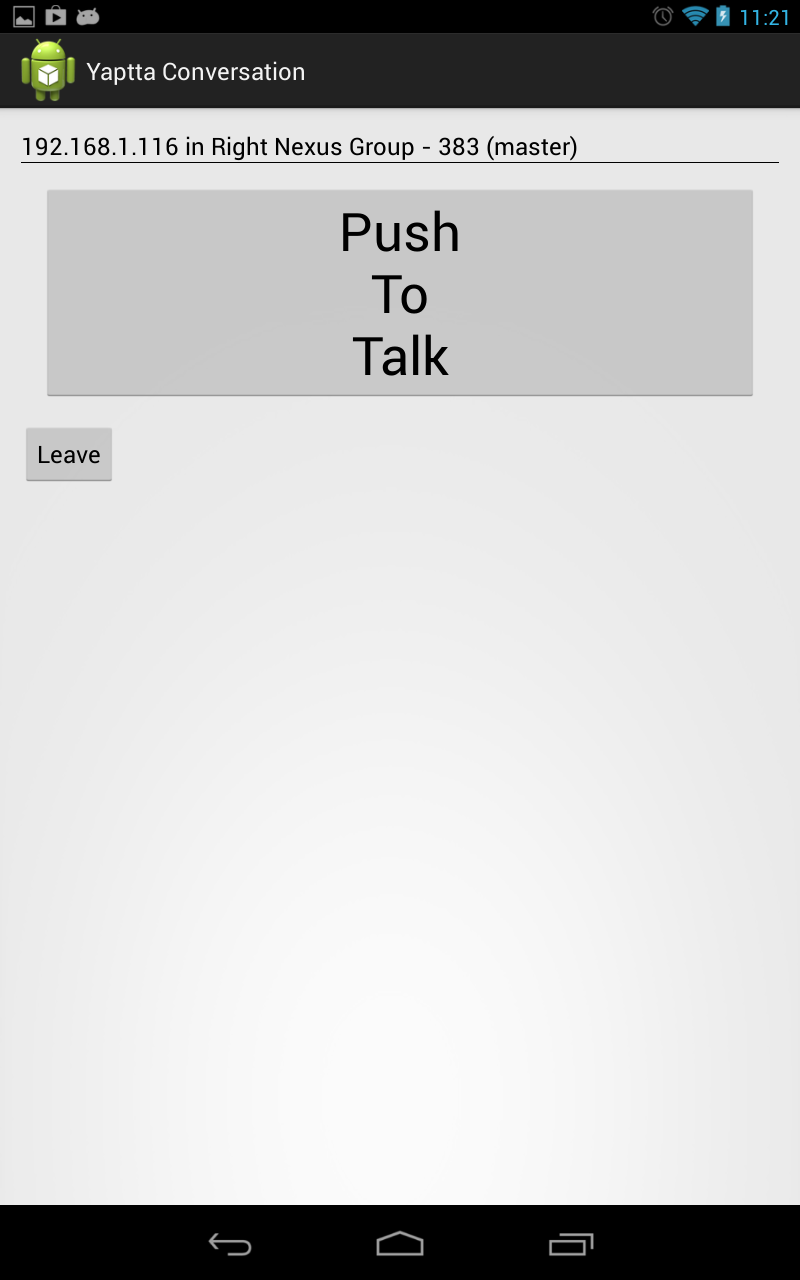 11:21
Yaptta Conversation
192.168.1.116 in Right Nexus Group - 383 (master)
Push
To
Talk
Leave